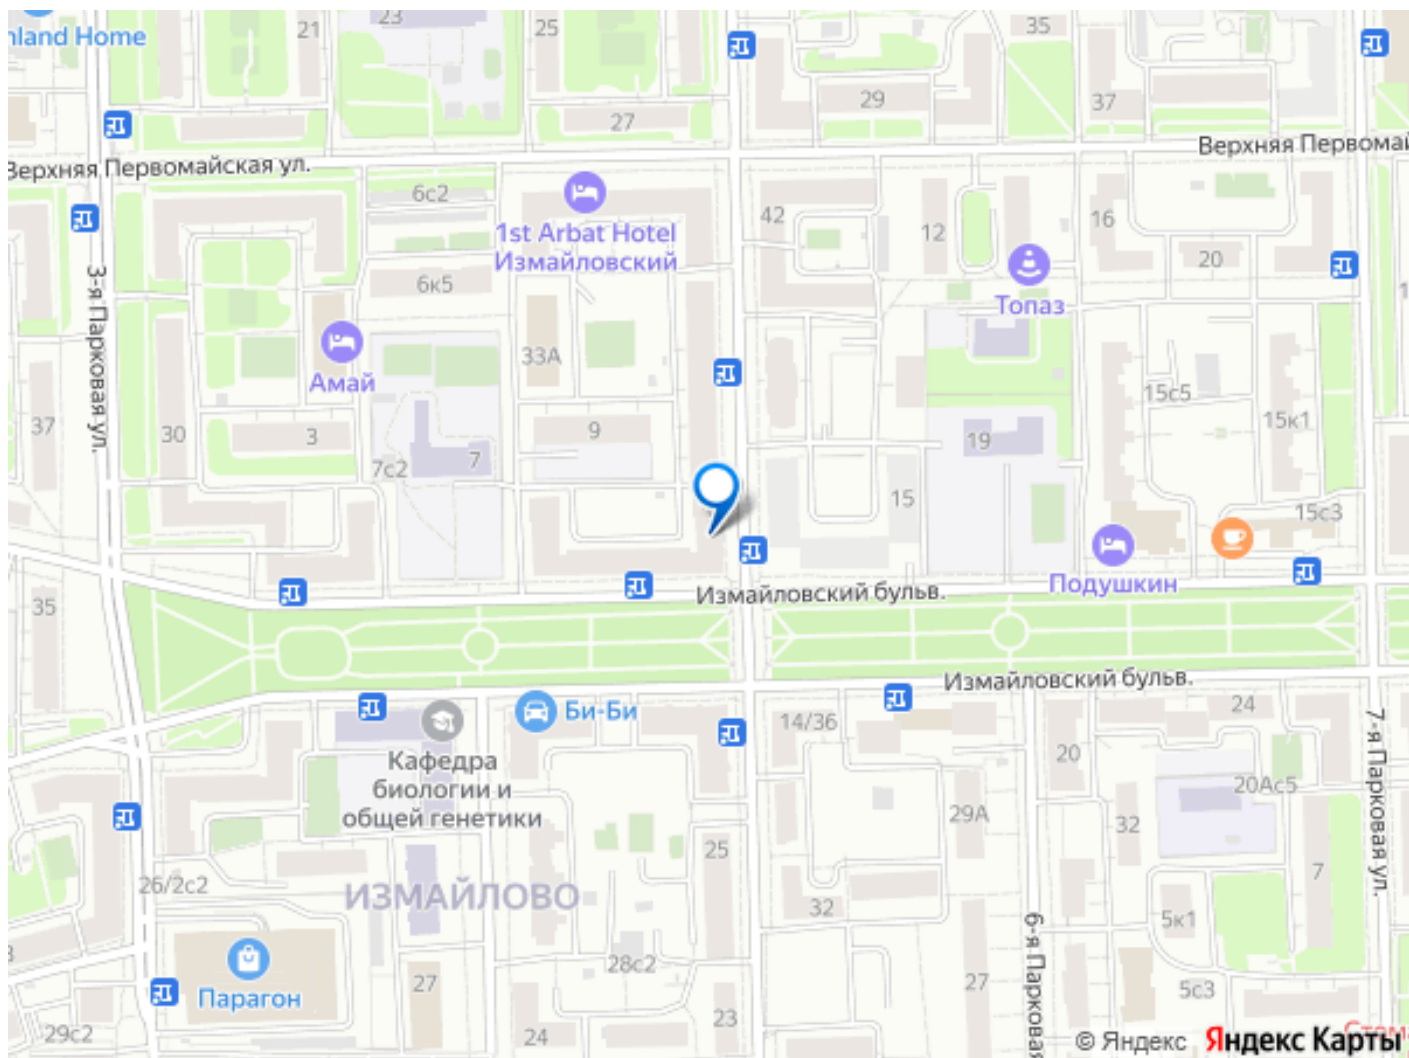 nland Home
21
23
25
35
29
37
27
Верхняя Первомайская ул.
Верхняя Первомай
6с2
42
12
16
1st Arbat Hotel
Измайловский
20
6к5
Топаз
3-я Парковая ул.
33А
Амай
15с5
37
30
3
9
19
15к1
7с2
7
15
15с3
Подушкин
Измайловский бульв.
35
Измайловский бульв.
Би-Би
14/36
24
20
7-я Парковая ул.
Кафедра
биологии и
общей генетики
20Ас5
29А
32
25
26/2с2
ИЗМАЙЛОВО
7
32
5к1
6-я Парковая
28с2
Парагон
27
27
5с3
23
24
29с2
© Яндекс Яндекс Карты